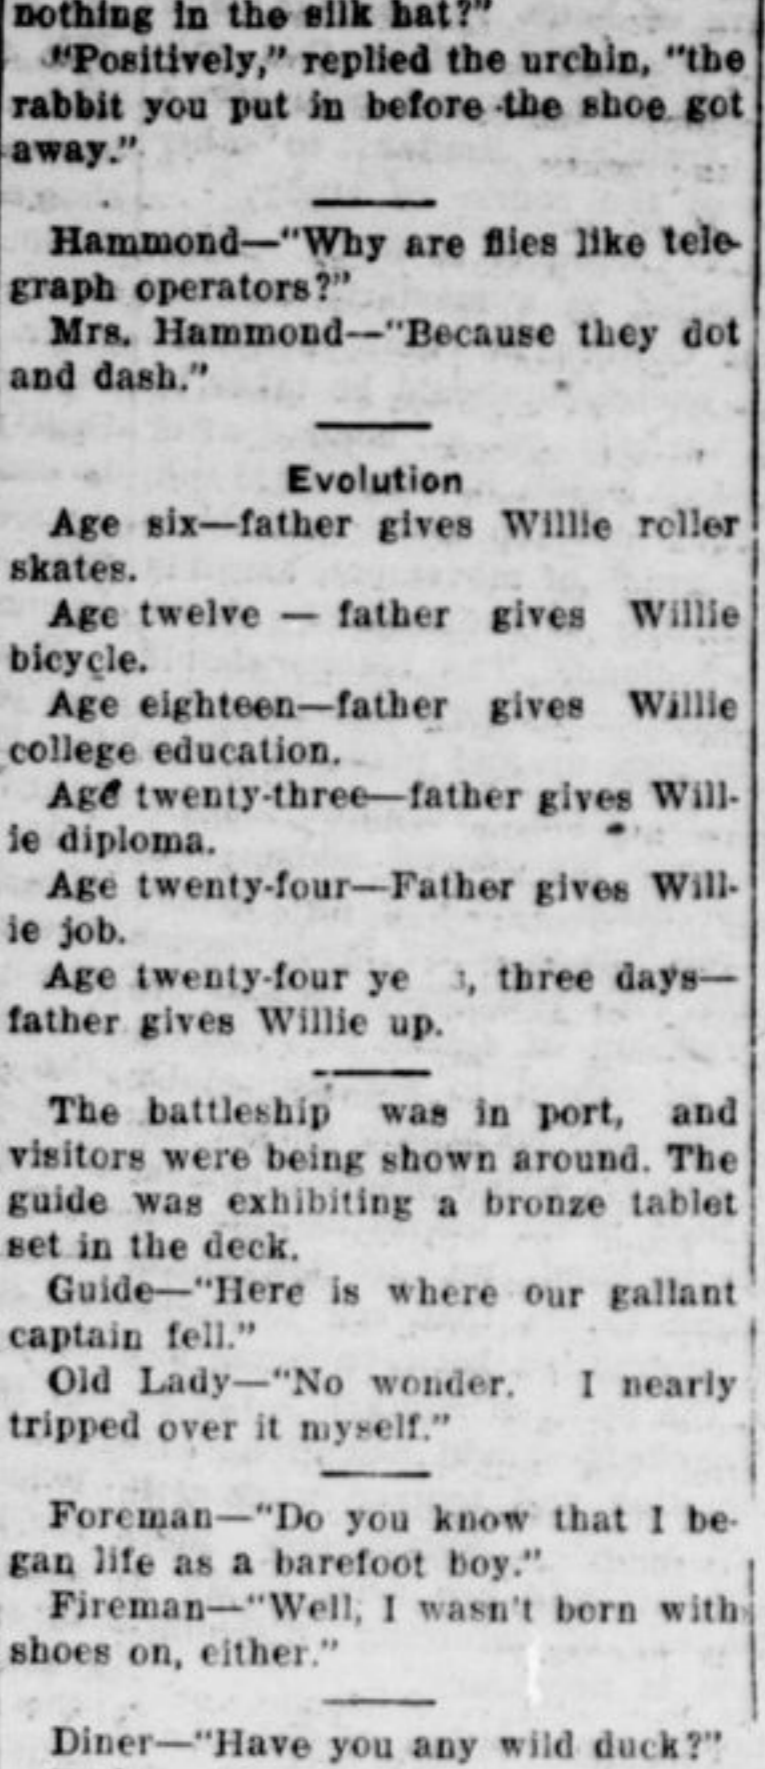 nothing in the silk hat?"
"Positively," replied the urchin, "the
rabbit you put in before the shoe got
away."
Hammond—"Why are flies like tele-
graph operators?"
Mrs. Hammond—"Because they dot
and dash."
Evolution
Age six—father gives Willie roller
skates.
Age twelve — father gives Willie
bicycle.
Age eighteen—father gives Willie
college education.
Age twenty-three—father gives Will-
ie diploma.
Age twenty-four—Father gives Will-
ie job.
Age twenty-four , three days—
father gives Willie up.
The battleship was in port, and
visitors were being shown around. The
guide was exhibiting a bronze tablet
set in the deck.
Guide—"Here is where our gallant
captain fell."
Old Lady—"No wonder. I nearly
tripped over it myself."
Foreman—"Do you know that I be-
gan life as a barefoot boy."
Fireman—"Well, I wasn't born with
shoes on, either."
Diner—"Have you any wild duck?"